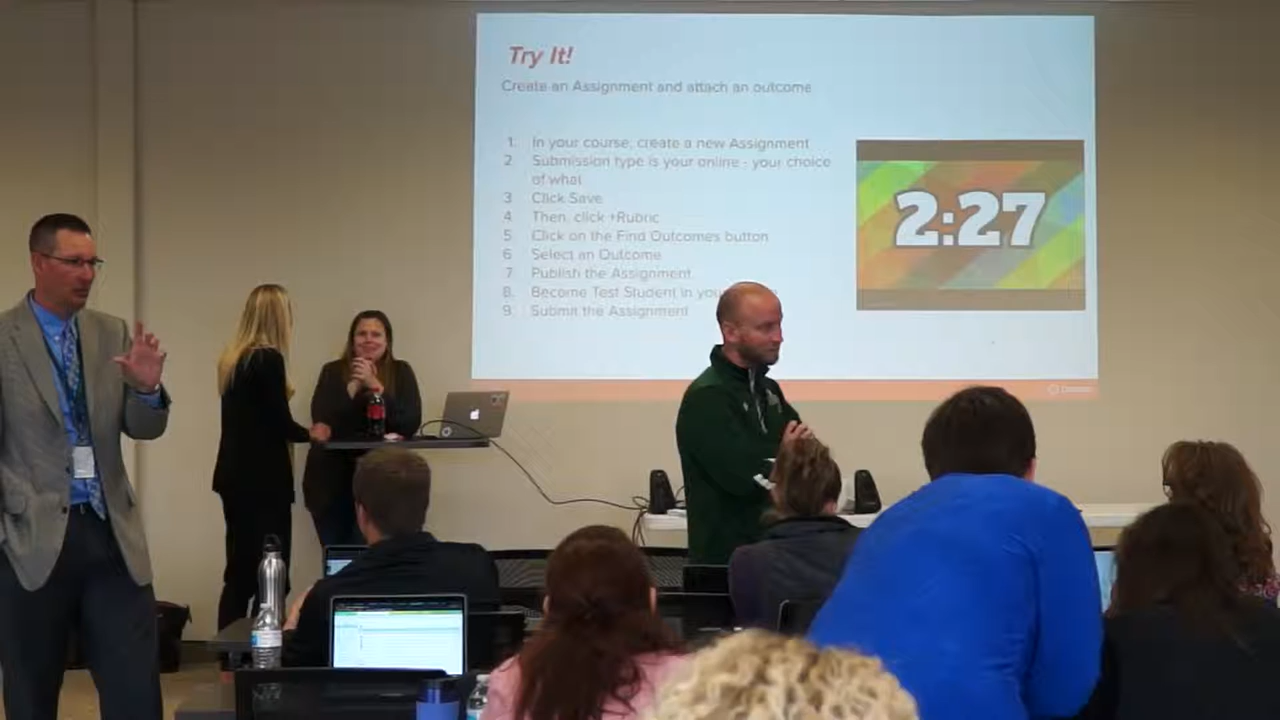 Try It!
Create an Assignment and attach an outcome
1. In your course, create a new Assignment
2. Submission type is your online - your choice
of what
3. Click Save
4. Then, click +Rubric
5. Click on the Find Outcomes button
6. Select an Outcome
7. Publish the Assignment
8. Become Test Student in your
9. Submit the Assignment
2:27